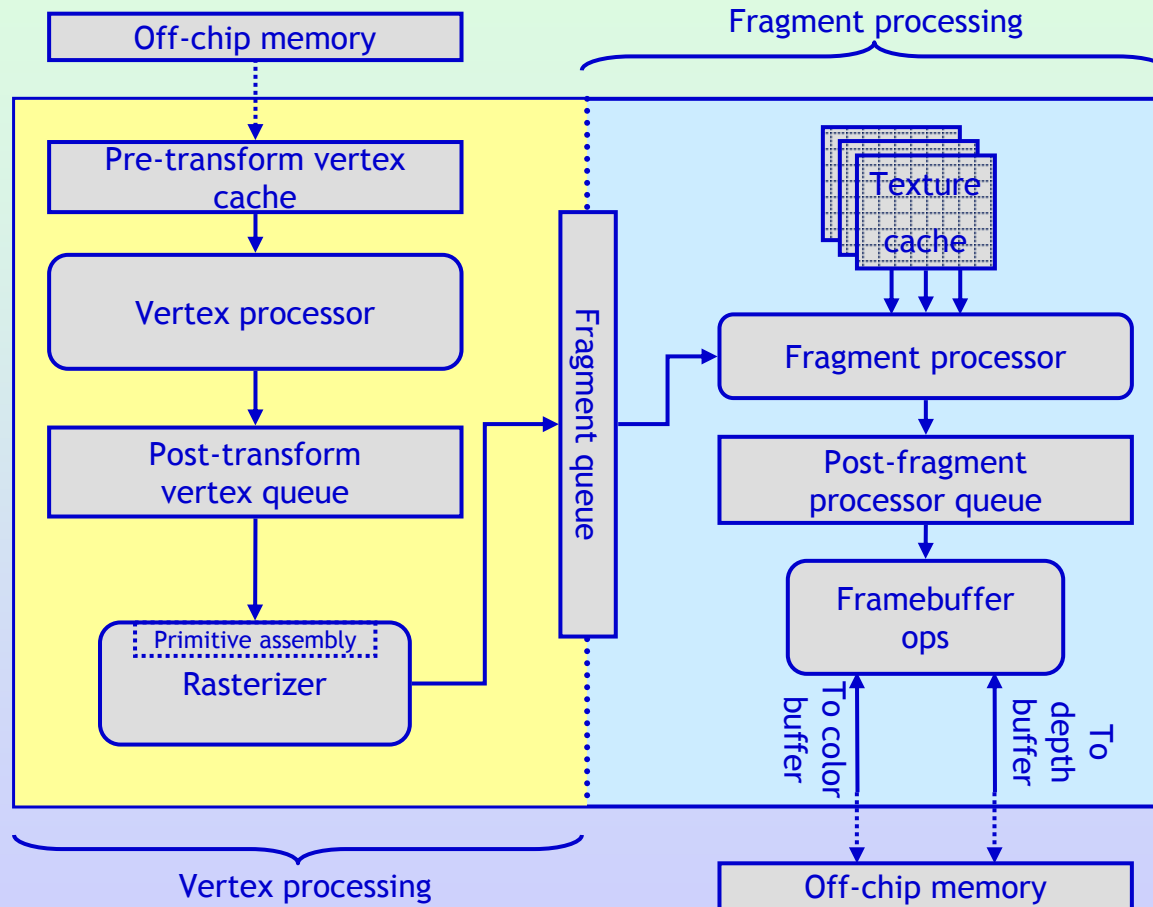 Off-chip memory
Fragment processing
Pre-transform vertex
cache
Vertex processor
Post-transform
vertex queue
Primitive assembly
Rasterizer
Fragment queue
Texture
cache
Fragment processor
Post-fragment
processor queue
Framebuffer
ops
To color
buffer
To
depth
buffer
Vertex processing
Off-chip memory